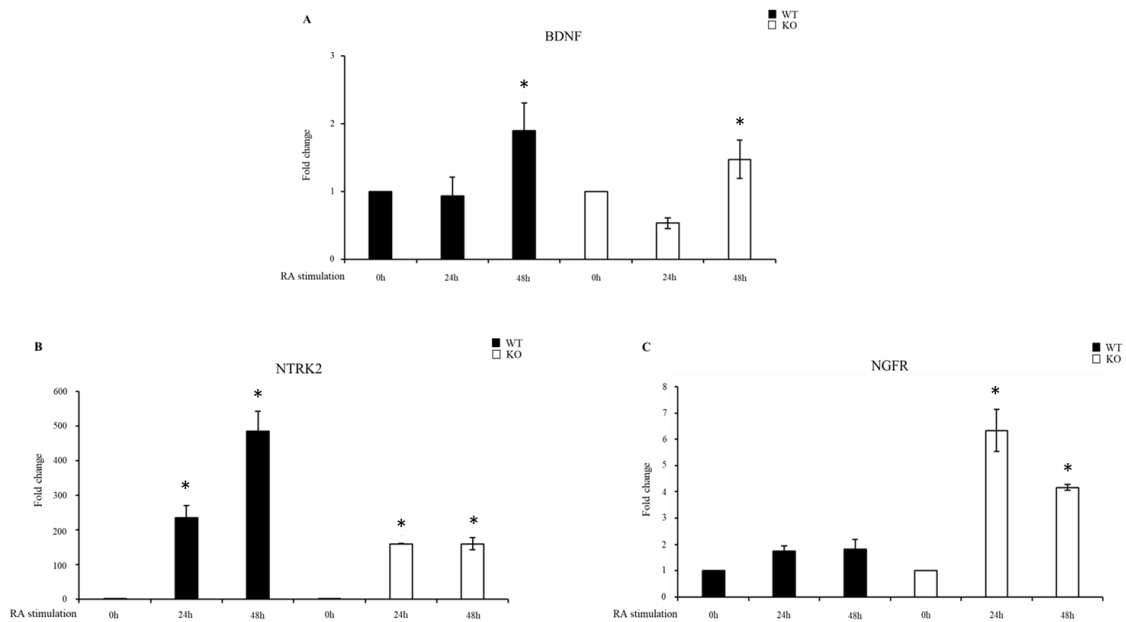 A
WT
KO
BDNF
3
2
1
0
Fold change
*
*
RA stimulation 0h 24h 48h 0h 24h 48h
B
WT
KO
NTRK2
600
500
400
300
200
100
0
Fold change
*
*
*
*
RA stimulation 0h 24h 48h 0h 24h 48h
C
WT
KO
NGFR
8
7
6
5
4
3
2
1
0
Fold change
*
*
RA stimulation 0h 24h 48h 0h 24h 48h